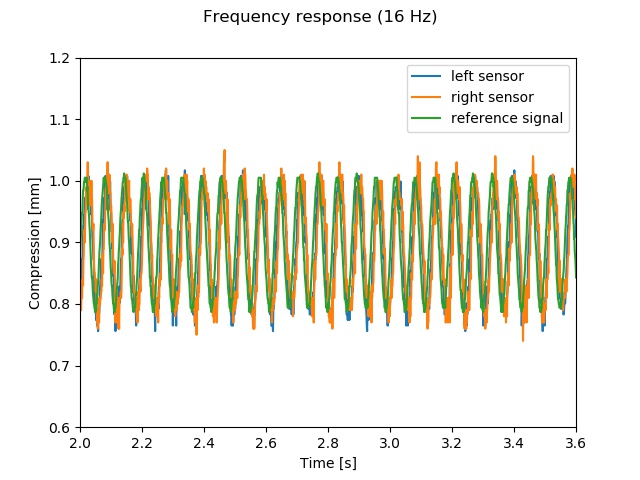 Frequency response (16 Hz)
left sensor
right sensor
reference signal
Compression [mm]
1.2
1.1
1.0
0.9
0.8
0.7
0.6
2.0 2.2 2.4 2.6 2.8 3.0 3.2 3.4 3.6
Time [s]